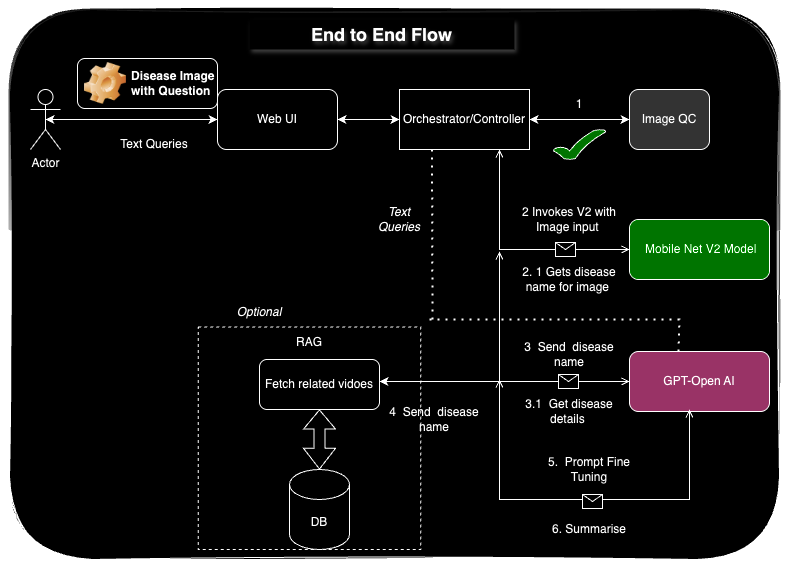 End to End Flow
Disease Image
with Question
Web UI
Orchestrator/Controller
1
Image QC
Text Queries
Actor
Text
Queries
2 Invokes V2 with
Image input
Mobile Net V2 Model
2. 1 Gets disease
name for image
Optional
RAG
Fetch related vidoes
3 Send disease
name
GPT-Open AI
3.1 Get disease
details
4 Send disease
name
5. Prompt Fine
Tuning
DB
6. Summarise